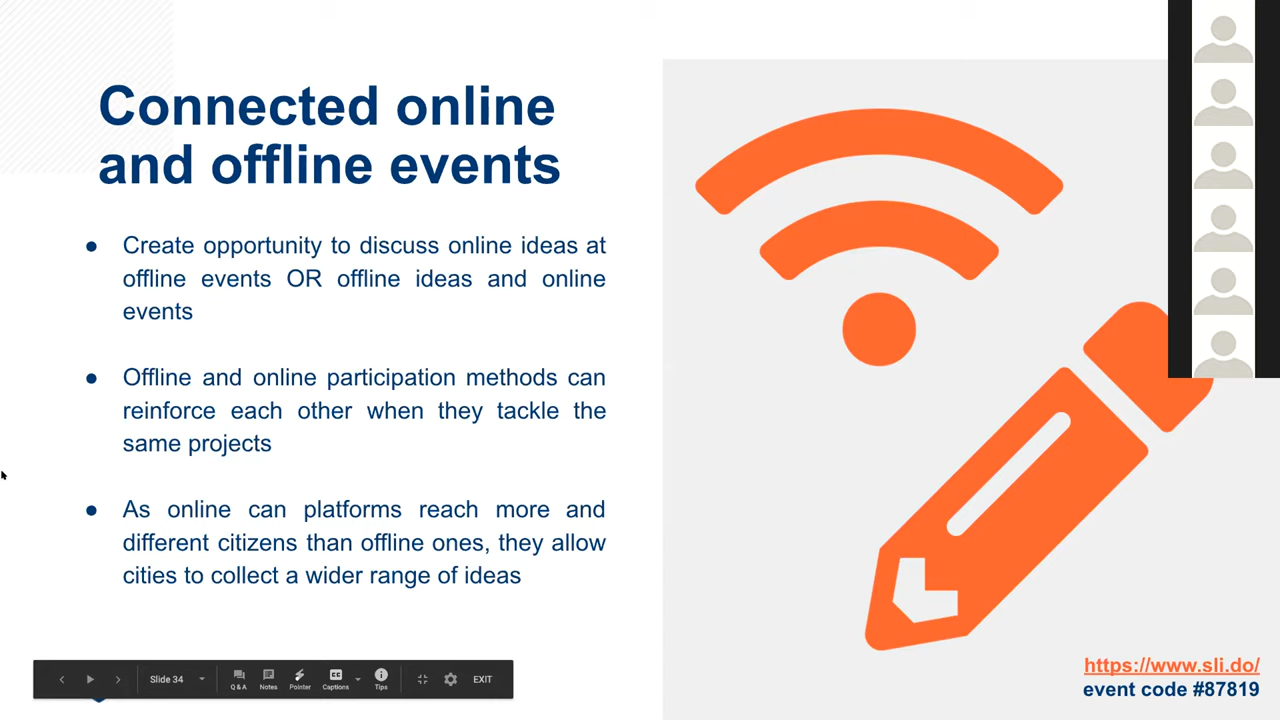 Connected online
and offline events
● Create opportunity to discuss online ideas at
offline events OR offline ideas and online
events
● Offline and online participation methods can
reinforce each other when they tackle the
same projects
● As online can platforms reach more and
different citizens than offline ones, they allow
cities to collect a wider range of ideas
Slide 34
Q & A
Notes
Pointer
Captions
Tips
EXIT
https://www.sli.do/
event code #87819